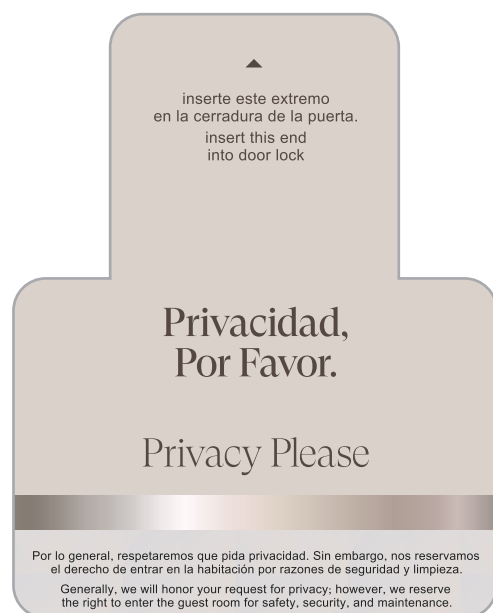 inserte este extremo
en la cerradura de la puerta.
insert this end
into door lock
Privacidad,
Por Favor.
Privacy Please
Por lo general, respetaremos que pida privacidad. Sin embargo, nos reservamos
el derecho de entrar en la habitación por razones de seguridad y limpieza.
Generally, we will honor your request for privacy; however, we reserve
the right to enter the guest room for safety, security, and maintenance.